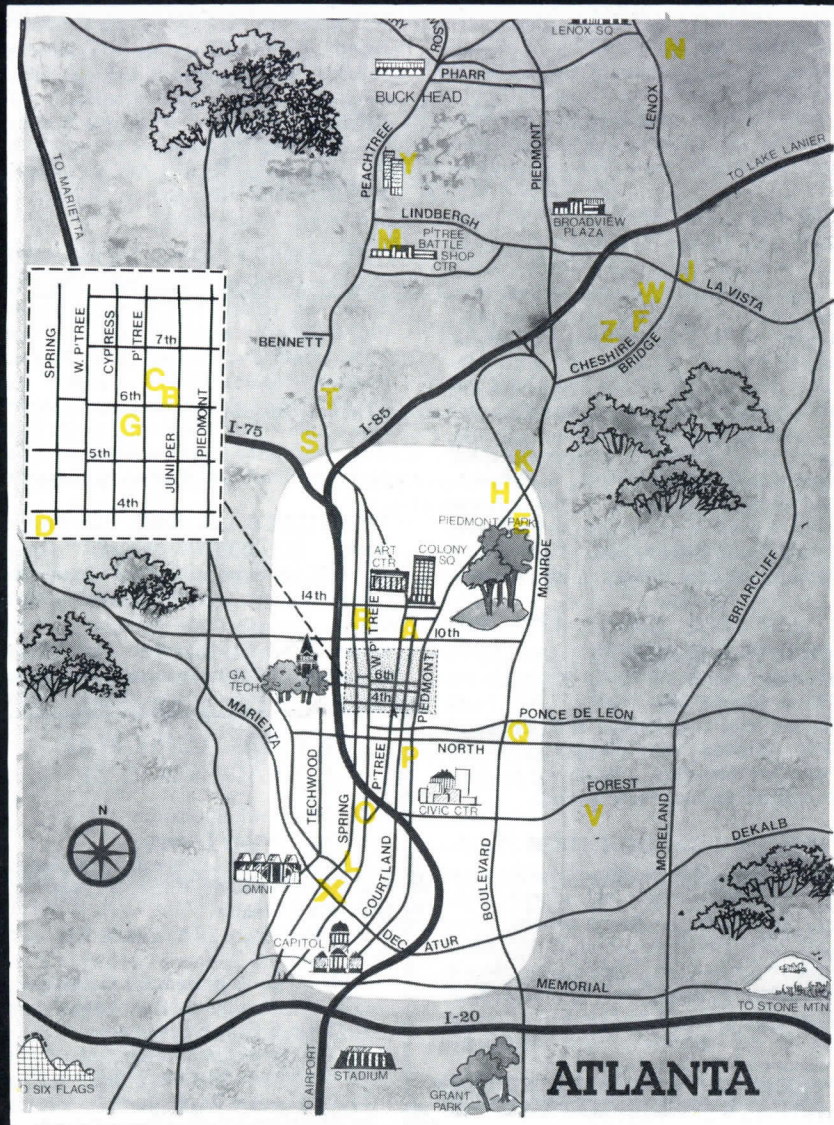 RY
ROS
LENOX SQ
N
PHARR
BUCK HEAD
LENOX
PEACHTREE
Y
PIEDMONT
TO LAKE LANIER
TO MARIETTA
LINDBERGH
BROADVIEW
PLAZA
M
P'TREE
BATTLE
SHOP
CTR
J
LA VISTA
W
F
Z
CHESHIRE
BRIDGE
BENNETT
T
S
I-85
I-75
SPRING
W. P'TREE
CYPRESS
P'TREE
7th
C
B
6th
G
JUNIPER
PIEDMONT
5th
4th
D
K
H
E
PIEDMONT PARK
MONROE
BRIARCLIFF
ART
CTR
COLONY
SQ
14th
R
A
W. P'TREE
10th
GA
TECH
6th
4th
PIEDMONT
MARIETTA
PONCE DE LEON
Q
NORTH
P
TECHWOOD
SPRING
P'TREE
CIVIC CTR
O
FOREST
V
MORELAND
DEKALB
N
OMNI
L
X
COURTLAND
BOULEVARD
CAPITOL
DECATUR
MEMORIAL
TO STONE MTN
I-20
O SIX FLAGS
O AIRPORT
STADIUM
GRANT
PARK
ATLANTA